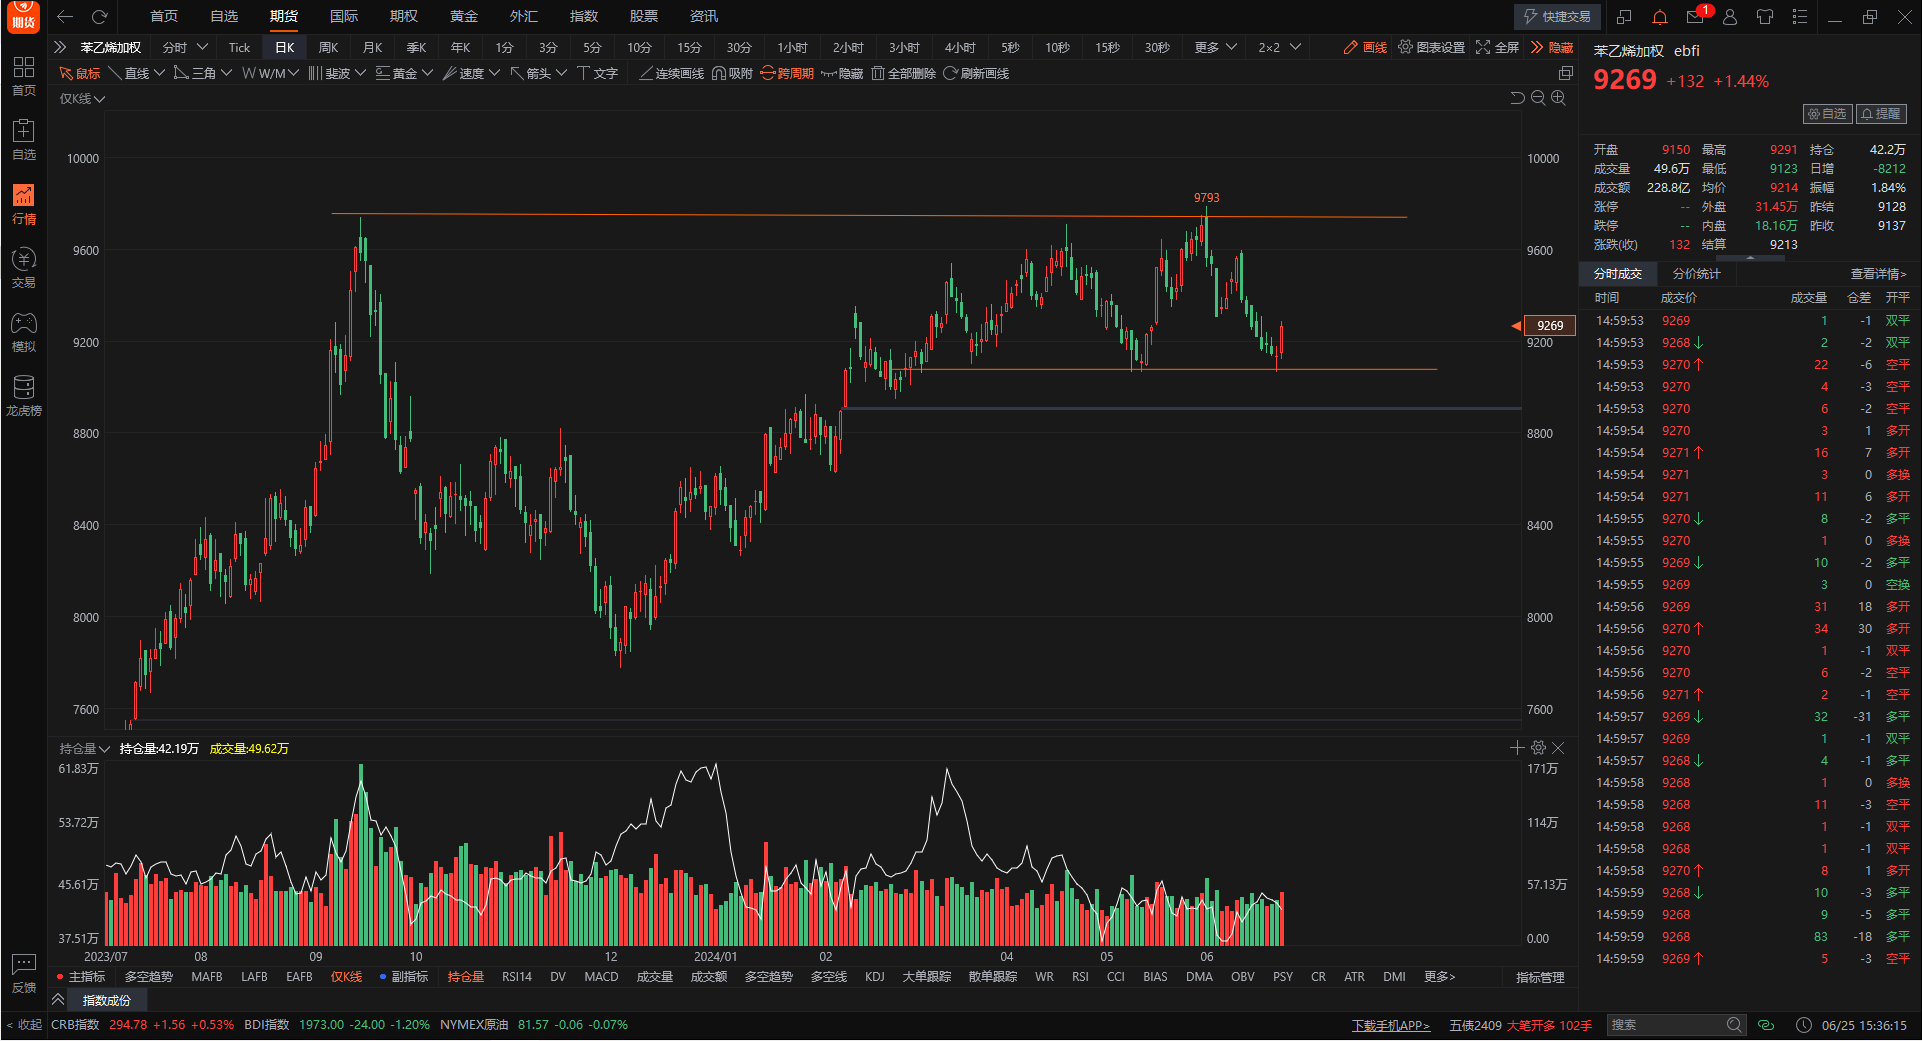 期货 首页 自选 期货 国际 期权 黄金 外汇 指数 股票 资讯 快捷交易 1
苯乙烯加权 分时 Tick 日K 周K 月K 季K 年K 1分 3分 5分 10分 15分 30分 1小时 2小时 3小时 4小时 5秒 10秒 15秒 30秒 更多 2×2 画线 图表设置 全屏 隐藏
鼠标 直线 三角 W/M 斐波 黄金 速度 箭头 文字 连续画线 吸附 跨周期 隐藏 全部删除 刷新画线
首页
自选
行情
交易
模拟
龙虎榜
反馈
< 收起
仅K线
10000 10000
9793
9600 9600
9269
9200 9200
8800 8800
8400 8400
8000 8000
7600 7600
持仓量 持仓量:42.19万 成交量:49.62万
61.83万 171万
53.72万 114万
45.61万 57.13万
37.51万 0.00
2023/07 08 09 10 12 2024/01 02 04 05 06
主指标 多空趋势 MAFB LAFB EAFB 仅K线 副指标 持仓量 RSI14 DV MACD 成交量 成交额 多空趋势 多空线 KDJ 大单跟踪 散单跟踪 WR RSI CCI BIAS DMA OBV PSY CR ATR DMI 更多> 指标管理
指数成份
苯乙烯加权 ebfi
9269 +132 +1.44%
自选 提醒
开盘 9150 最高 9291 持仓 42.2万
成交量 49.6万 最低 9123 日增 -8212
成交额 228.8亿 均价 9214 振幅 1.84%
涨停 -- 外盘 31.45万 昨结 9128
跌停 -- 内盘 18.16万 昨收 9137
涨跌(收) 132 结算 9213
分时成交 分价统计 查看详情>
时间 成交价 成交量 仓差 开平
14:59:53 9269 1 -1 双平
14:59:53 9268↓ 2 -2 双平
14:59:53 9270↑ 22 -6 空平
14:59:53 9270 4 -3 空平
14:59:53 9270 6 -2 空平
14:59:54 9270 3 1 多开
14:59:54 9271↑ 16 7 多开
14:59:54 9271 3 0 多换
14:59:54 9271 11 6 多开
14:59:55 9270↓ 8 -2 多平
14:59:55 9270 1 0 多换
14:59:55 9269↓ 10 -2 多平
14:59:55 9269 3 0 空换
14:59:56 9269 31 18 多开
14:59:56 9270↑ 34 30 多开
14:59:56 9270 1 -1 双平
14:59:56 9270 6 -2 空平
14:59:56 9271↑ 2 -1 空平
14:59:57 9269↓ 32 -31 多平
14:59:57 9269 1 -1 双平
14:59:57 9268↓ 4 -1 多平
14:59:58 9268 1 0 多换
14:59:58 9268 11 -3 空平
14:59:58 9268 1 -1 双平
14:59:58 9268 1 -1 双平
14:59:58 9270↑ 8 1 多开
14:59:59 9268↓ 10 -3 多平
14:59:59 9268 9 -5 多平
14:59:59 9268 83 -18 多平
14:59:59 9269↑ 5 -3 空平
CRB指数 294.78 +1.56 +0.53% BDI指数 1973.00 -24.00 -1.20% NYMEX原油 81.57 -0.06 -0.07% 下载手机APP> 五债2409 大笔开多 102手 搜索 06/25 15:36:15